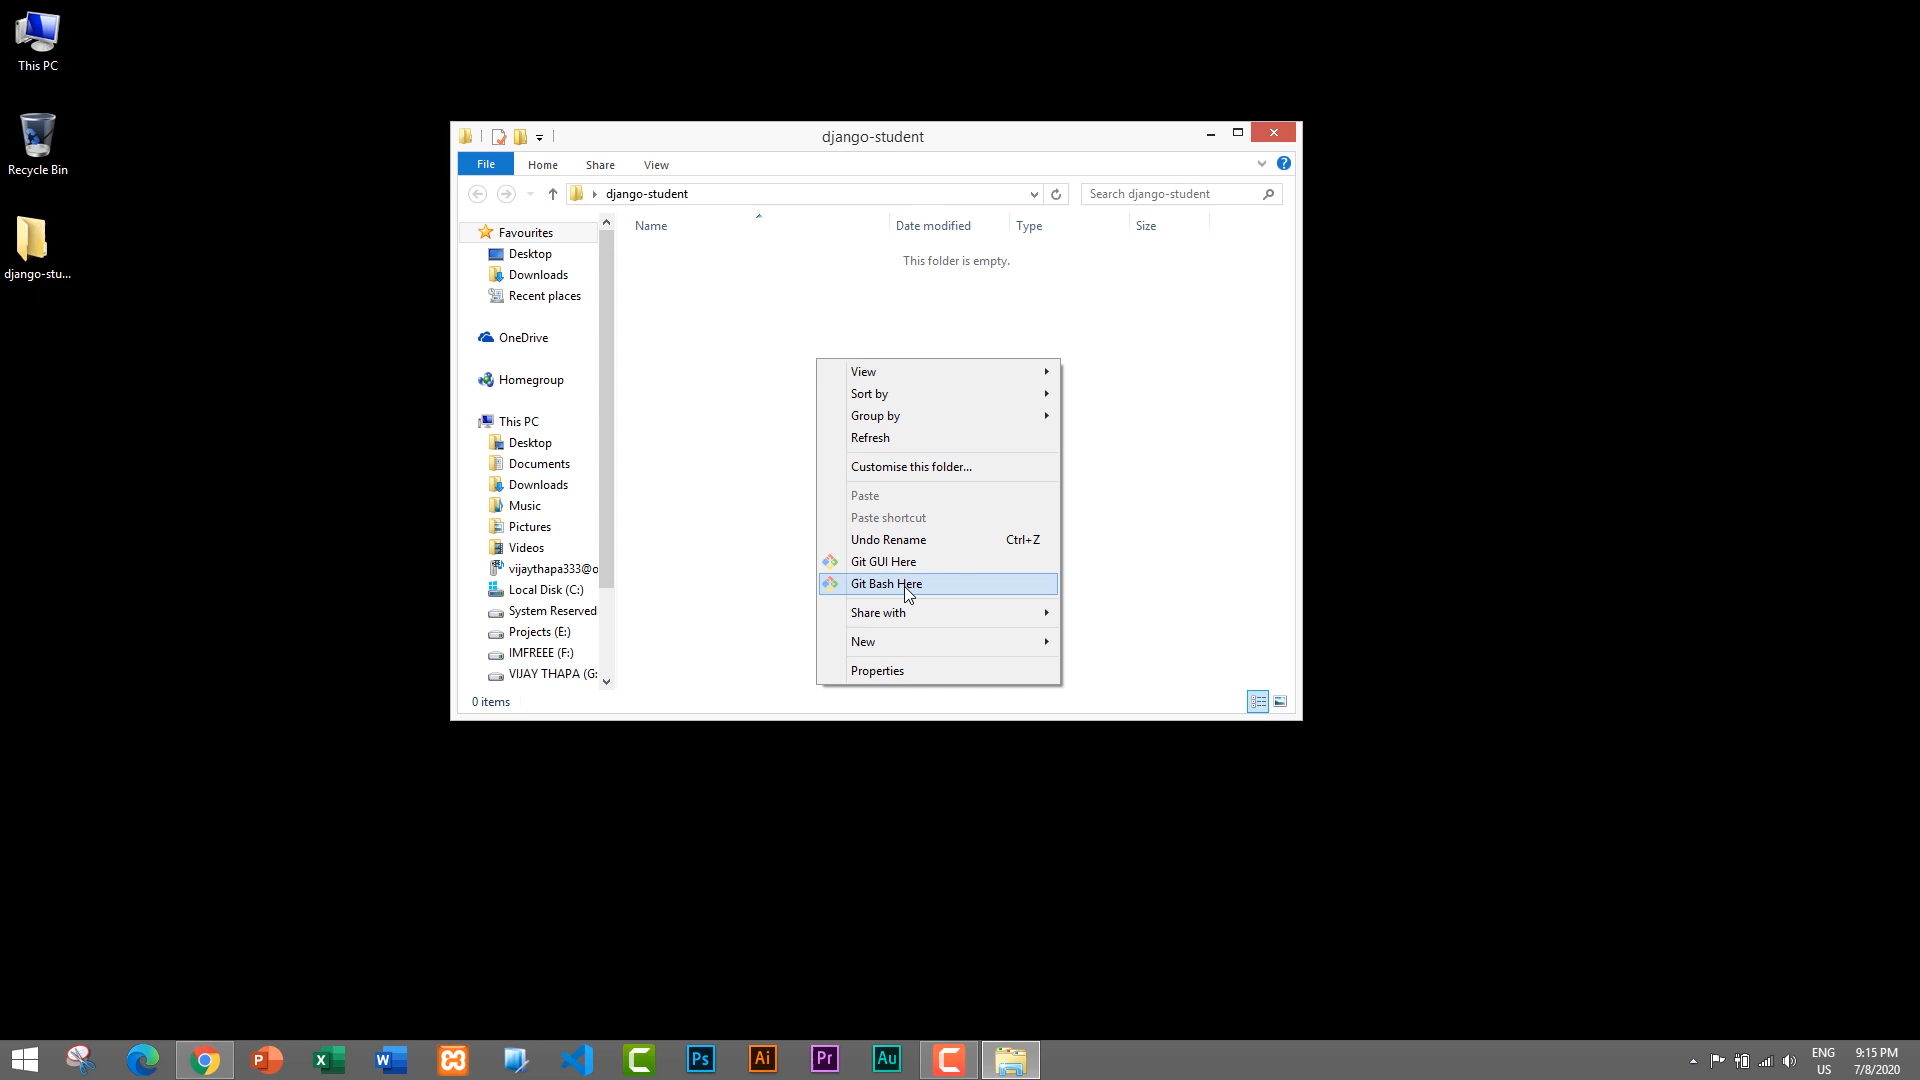 This PC
Recycle Bin
django-stu...
django-student
File Home Share View
django-student
Search django-student
Name Date modified Type Size
This folder is empty.
Favourites
Desktop
Downloads
Recent places
OneDrive
Homegroup
This PC
Desktop
Documents
Downloads
Music
Pictures
Videos
vijaythapa333@o
Local Disk (C:)
System Reserved
Projects (E:)
IMFREEE (F:)
VIJAY THAPA (G:
0 items
View
Sort by
Group by
Refresh
Customise this folder...
Paste
Paste shortcut
Undo Rename Ctrl+Z
Git GUI Here
Git Bash Here
Share with
New
Properties
Ps Ai Pr Au
ENG
US
9:15 PM
7/8/2020